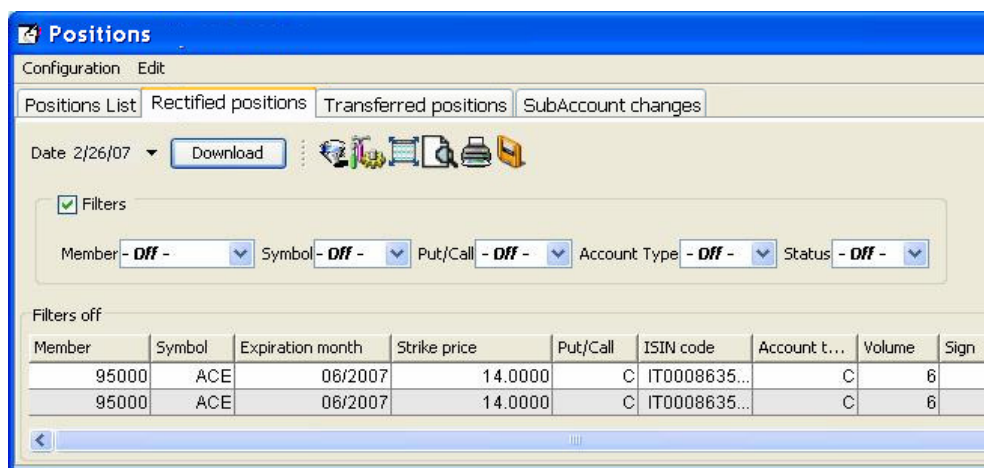 Positions
Configuration Edit
Positions List Rectified positions Transferred positions SubAccount changes
Date 2/26/07 Download
Filters
Member - Off - Symbol - Off - Put/Call - Off - Account Type - Off - Status - Off -
Filters off
Member Symbol Expiration month Strike price Put/Call ISIN code Account t... Volume Sign
95000 ACE 06/2007 14.0000 C IT0008635... C 6
95000 ACE 06/2007 14.0000 C IT0008635... C 6